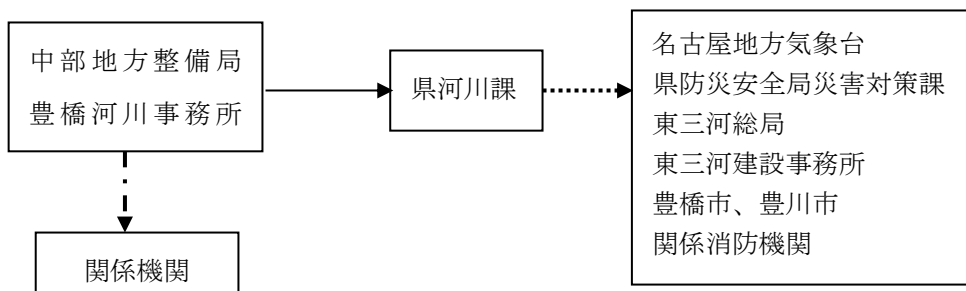 中部地方整備局
豊橋河川事務所
県河川課
名古屋地方気象台
県防災安全局災害対策課
東三河総局
東三河建設事務所
豊橋市、豊川市
関係消防機関
関係機関